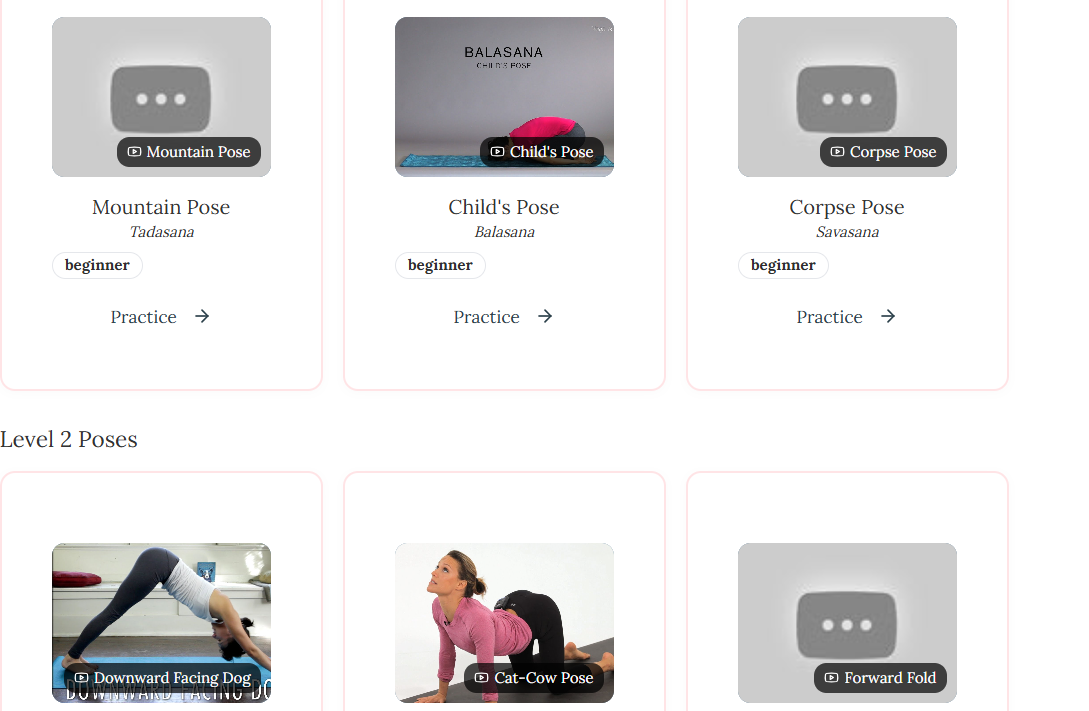 BALASANA
CHILD'S POSE
Mountain Pose
Child's Pose
Corpse Pose
Mountain Pose
Tadasana
beginner
Practice
Child's Pose
Balasana
beginner
Practice
Corpse Pose
Savasana
beginner
Practice
Level 2 Poses
DOWNWARD FACING DO
Downward Facing Dog
Cat-Cow Pose
Forward Fold